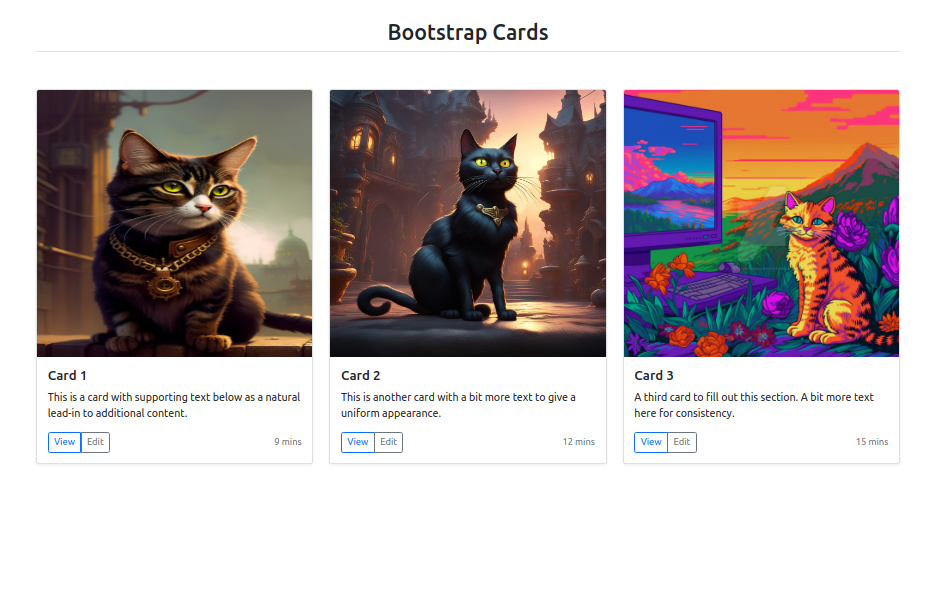 Bootstrap Cards
Card 1
This is a card with supporting text below as a natural
lead-in to additional content.
View Edit 9 mins
Card 2
This is another card with a bit more text to give a
uniform appearance.
View Edit 12 mins
Card 3
A third card to fill out this section. A bit more text
here for consistency.
View Edit 15 mins